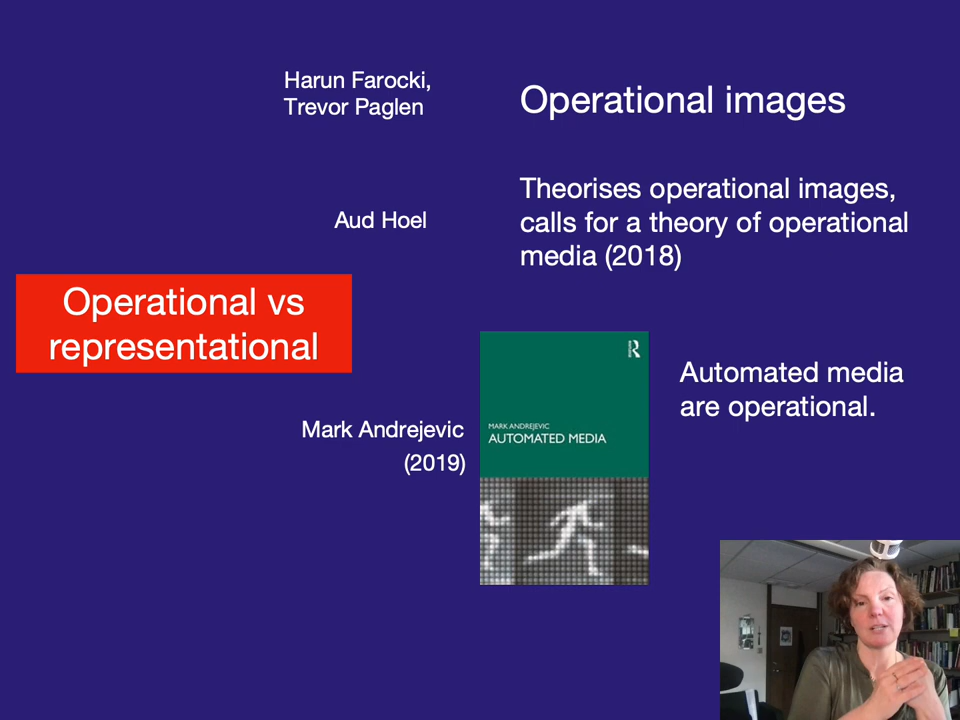 Harun Farocki,
Trevor Paglen
Operational images
Aud Hoel
Theorises operational images,
calls for a theory of operational
media (2018)
Operational vs
representational
Mark Andrejevic
(2019)
R
MARK ANDREJEVIC
AUTOMATED MEDIA
Automated media
are operational.